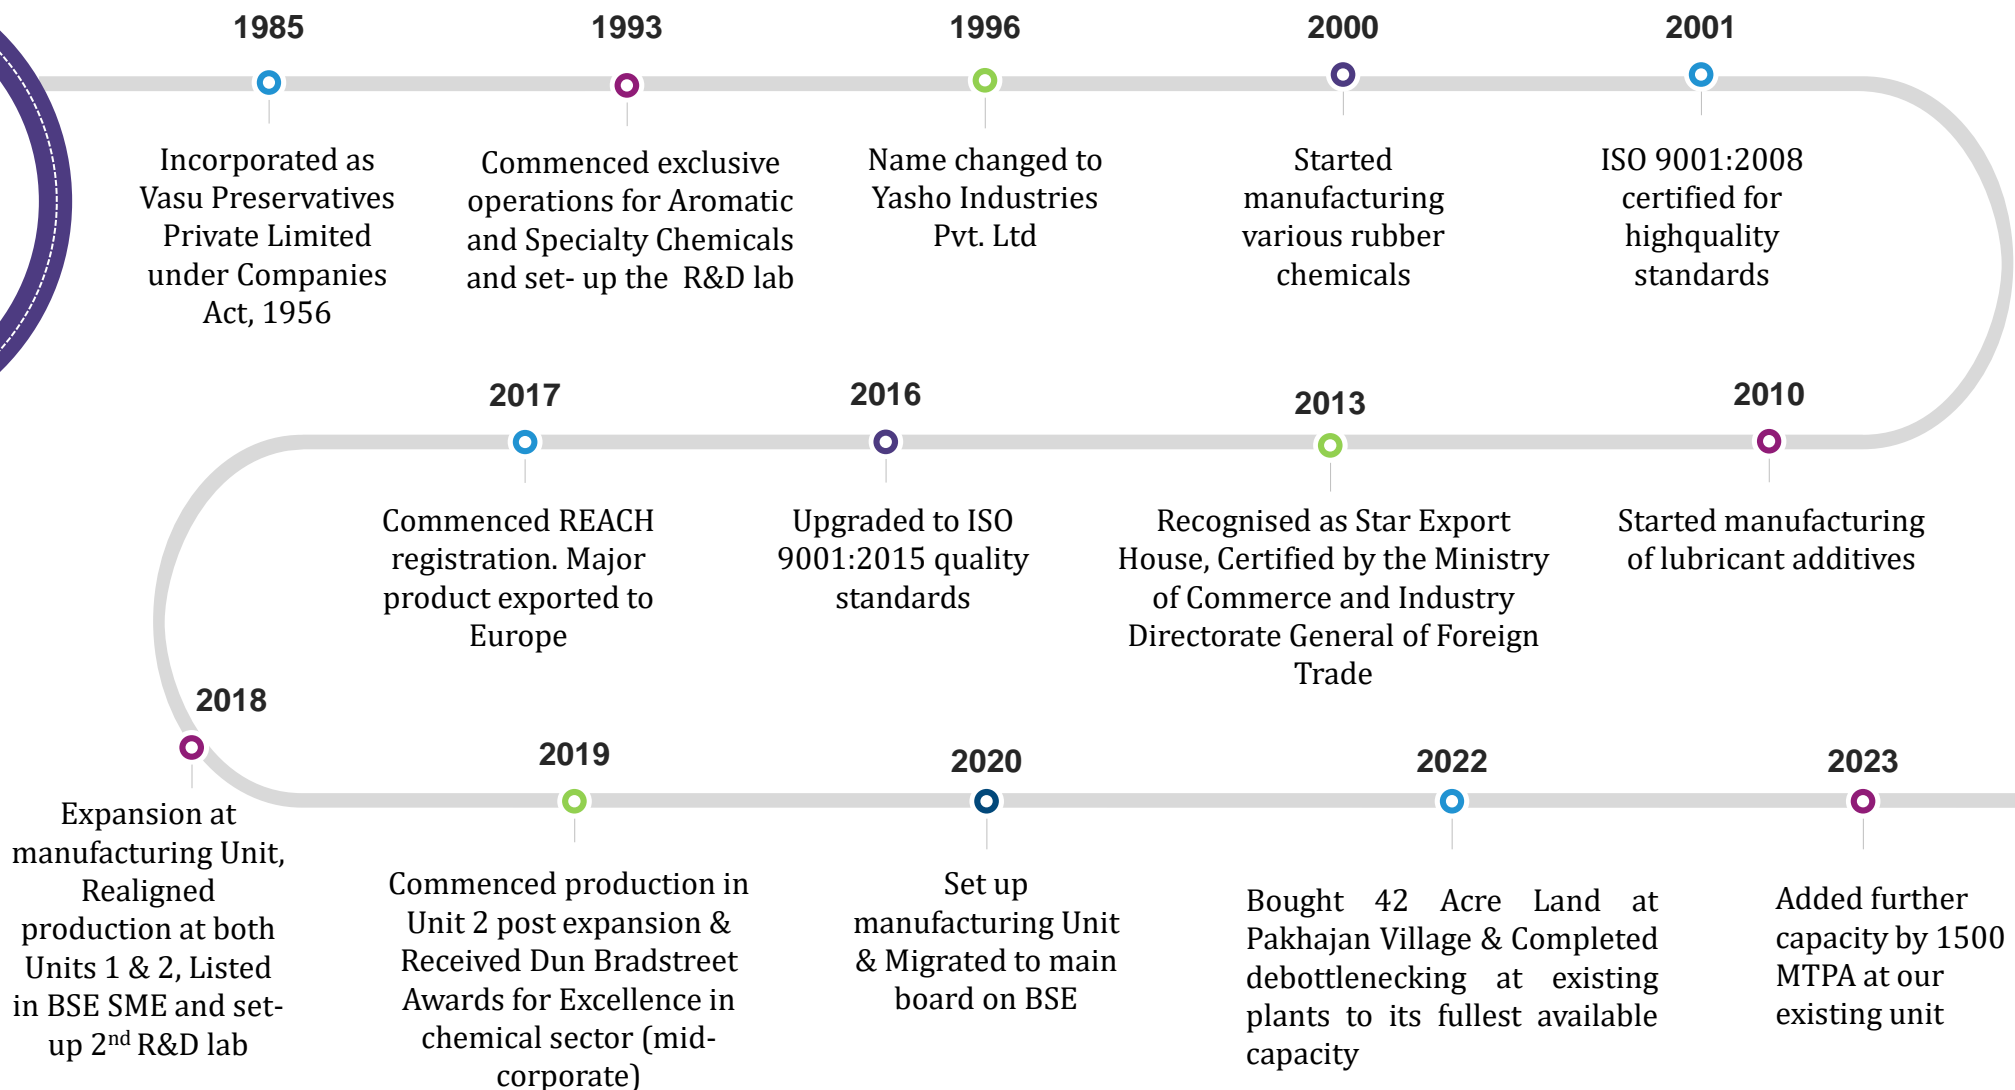 1985
Incorporated as
Vasu Preservatives
Private Limited
under Companies
Act, 1956
1993
Commenced exclusive
operations for Aromatic
and Specialty Chemicals
and set- up the R&D lab
1996
Name changed to
Yasho Industries
Pvt. Ltd
2000
Started
manufacturing
various rubber
chemicals
2001
ISO 9001:2008
certified for
highquality
standards
2010
Started manufacturing
of lubricant additives
2013
Recognised as Star Export
House, Certified by the Ministry
of Commerce and Industry
Directorate General of Foreign
Trade
2016
Upgraded to ISO
9001:2015 quality
standards
2017
Commenced REACH
registration. Major
product exported to
Europe
2018
Expansion at
manufacturing Unit,
Realigned
production at both
Units 1 & 2, Listed
in BSE SME and set-
up 2nd R&D lab
2019
Commenced production in
Unit 2 post expansion &
Received Dun Bradstreet
Awards for Excellence in
chemical sector (mid-
corporate)
2020
Set up
manufacturing Unit
& Migrated to main
board on BSE
2022
Bought 42 Acre Land at
Pakhajan Village & Completed
debottlenecking at existing
plants to its fullest available
capacity
2023
Added further
capacity by 1500
MTPA at our
existing unit